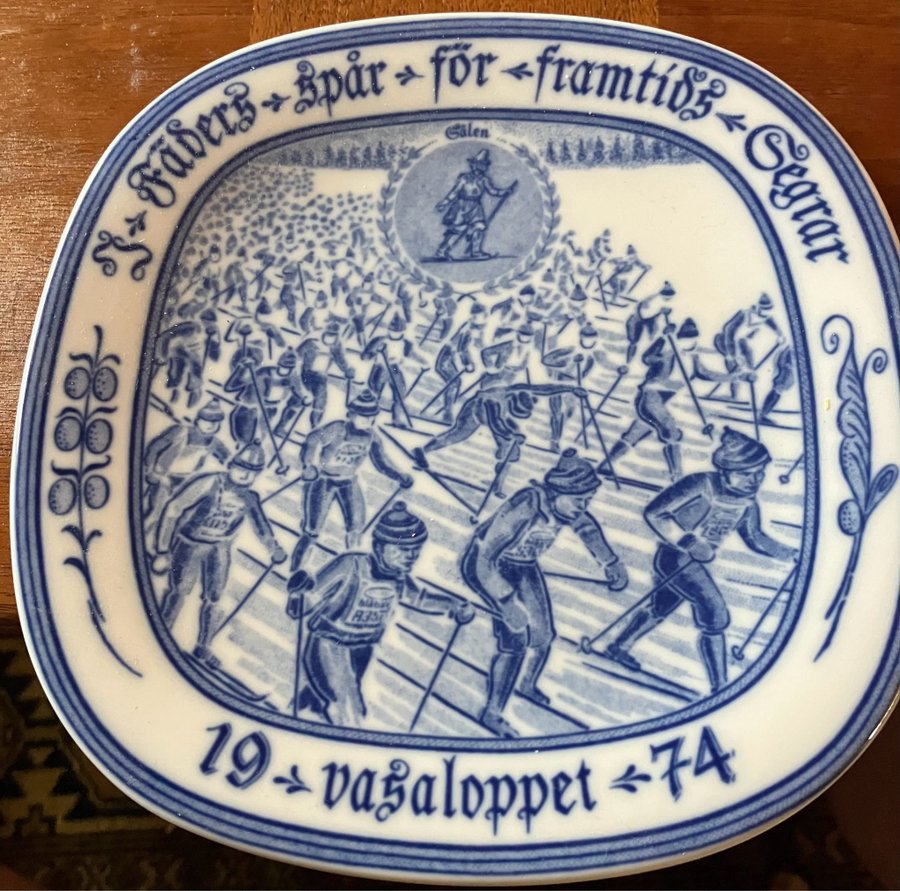 I Fäders spår för framtids Segrar
Sälen
19 vasaloppet 74